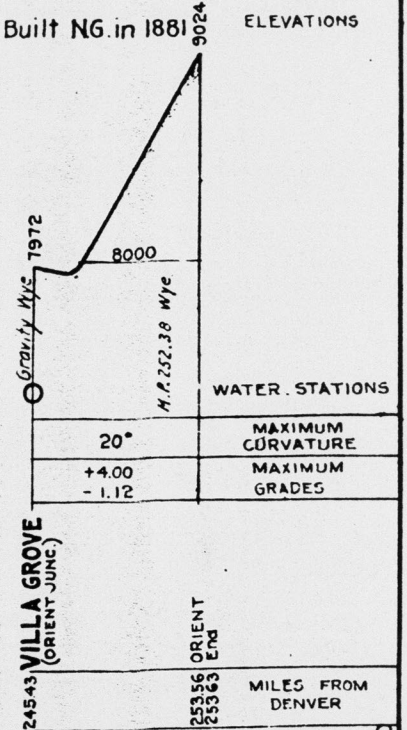 Built N.G. in 1881
9024
ELEVATIONS
7972
8000
Gravity Wye
M.P. 252.38 Wye
WATER STATIONS
20°
MAXIMUM
CURVATURE
+4.00
- 1.12
MAXIMUM
GRADES
VILLA GROVE
(ORIENT JUNC.)
ORIENT
End
245.43
253.56
253.63
MILES FROM
DENVER